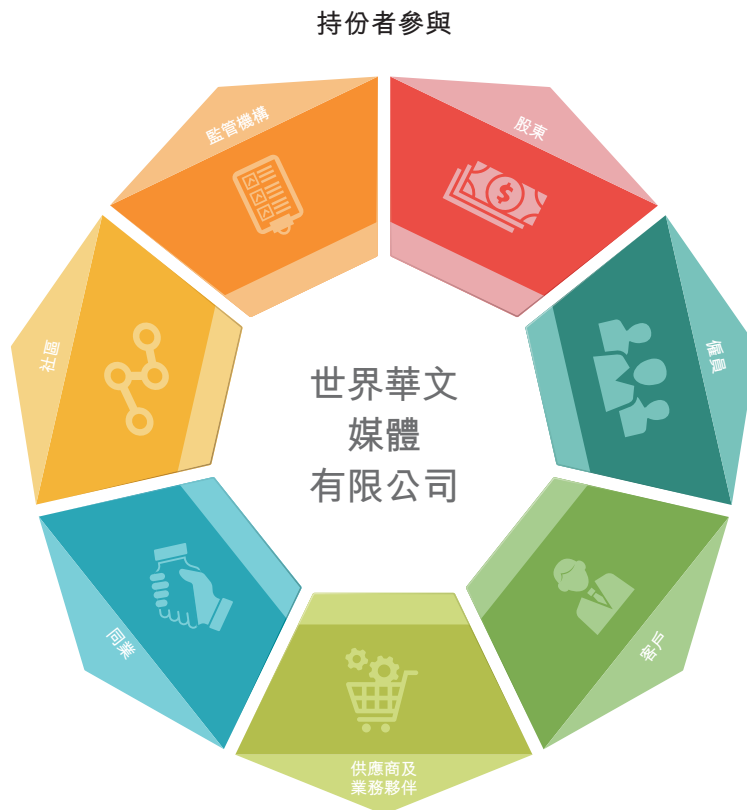 持份者參與
監管機構
股東
社區
僱員
世界華文
媒體
有限公司
同業
客戶
供應商及
業務夥伴